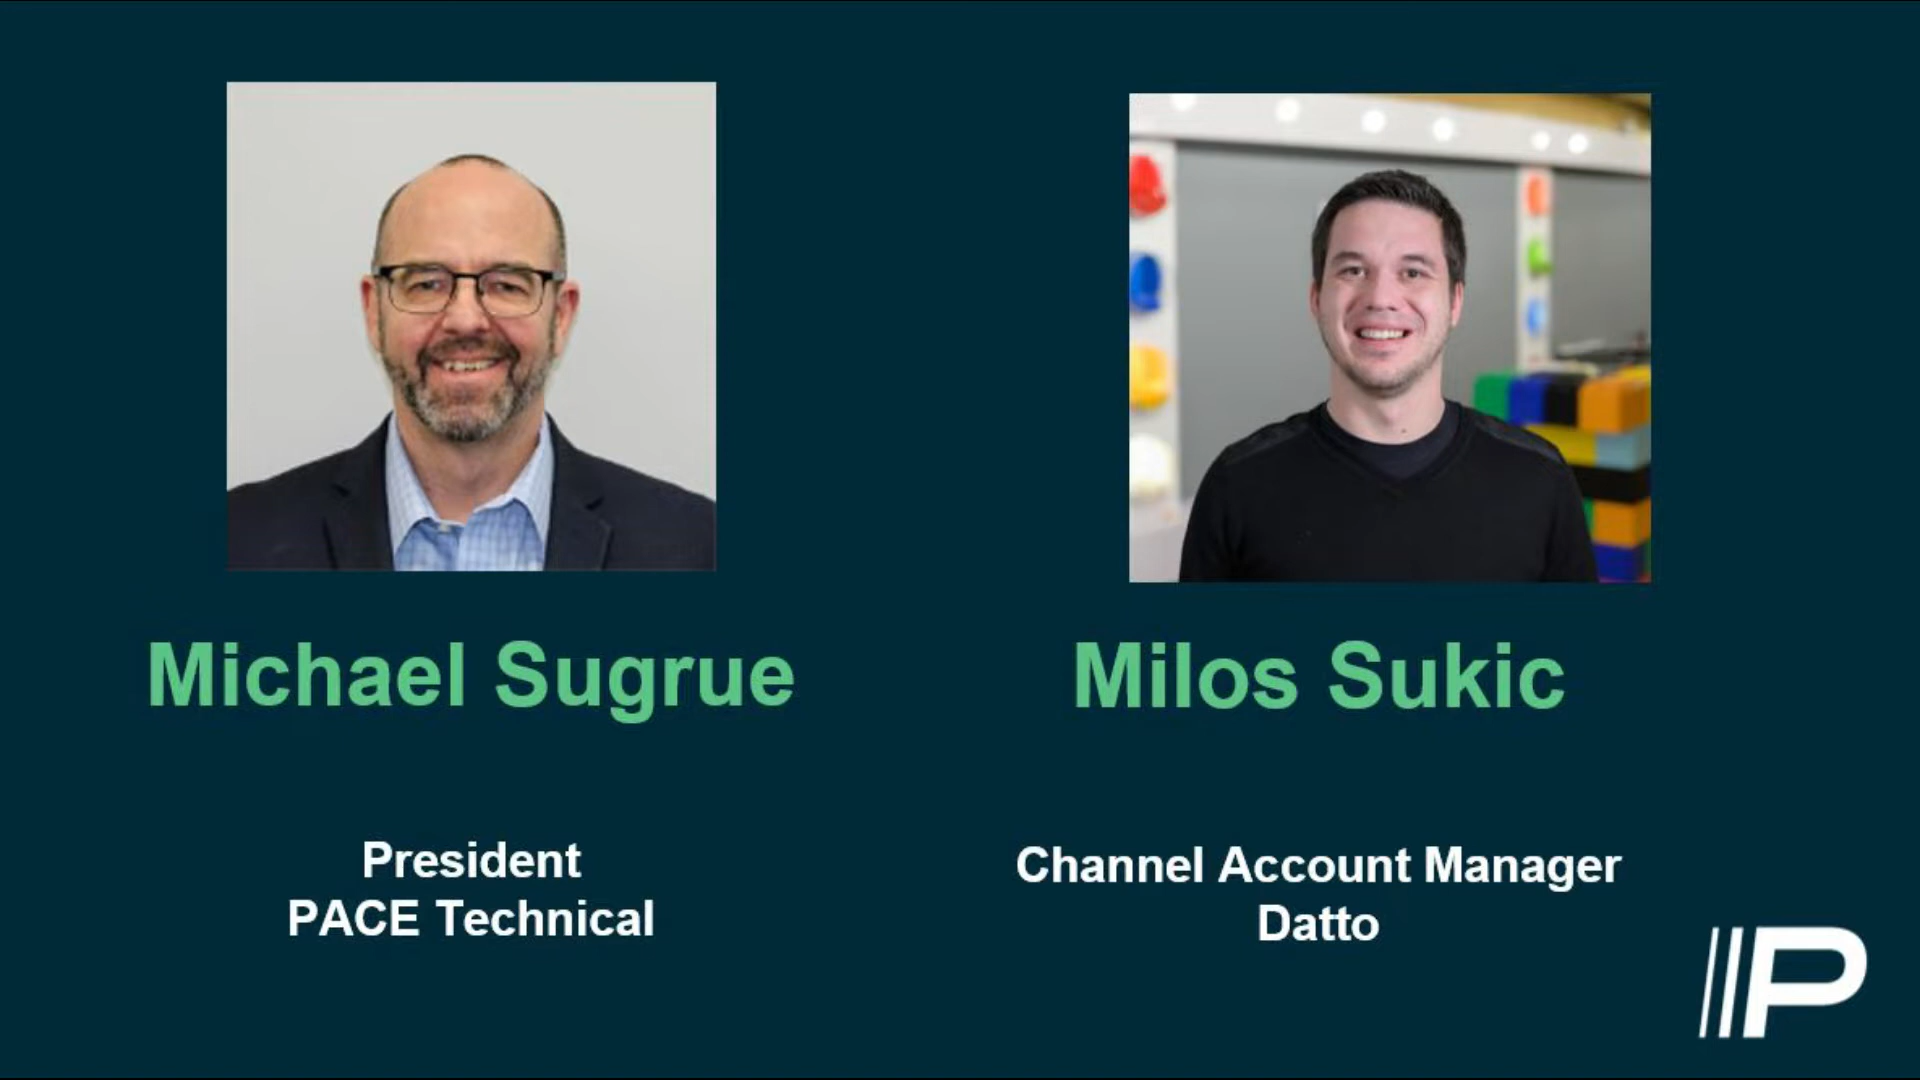 Michael Sugrue
President
PACE Technical
Milos Sukic
Channel Account Manager
Datto
P